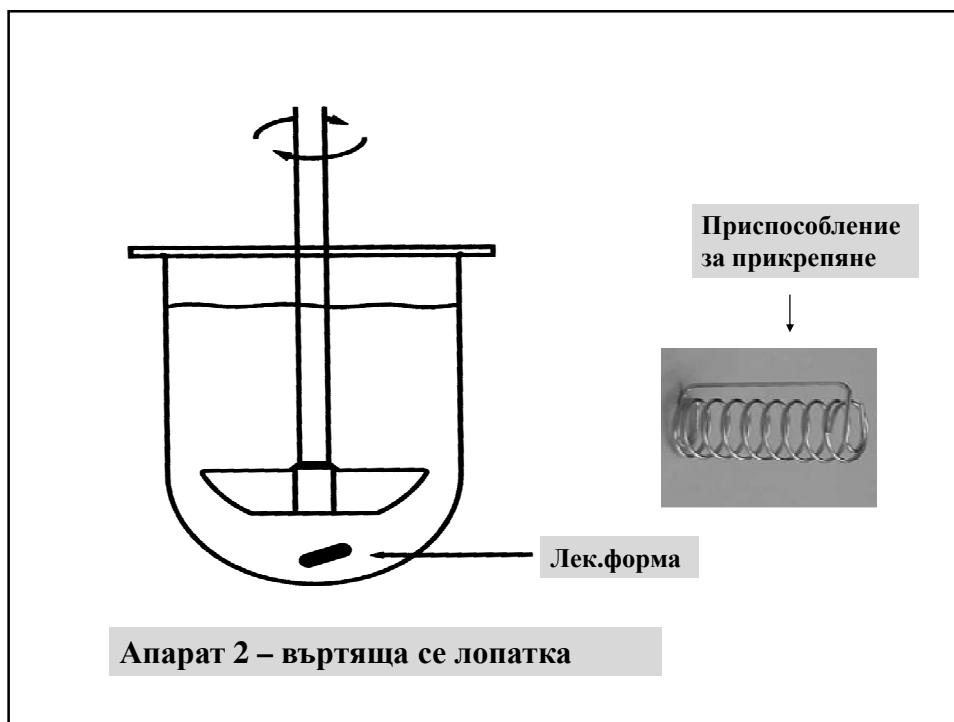 Приспособление
за прикрепяне
Лек.форма
Апарат 2 – въртяща се лопатка